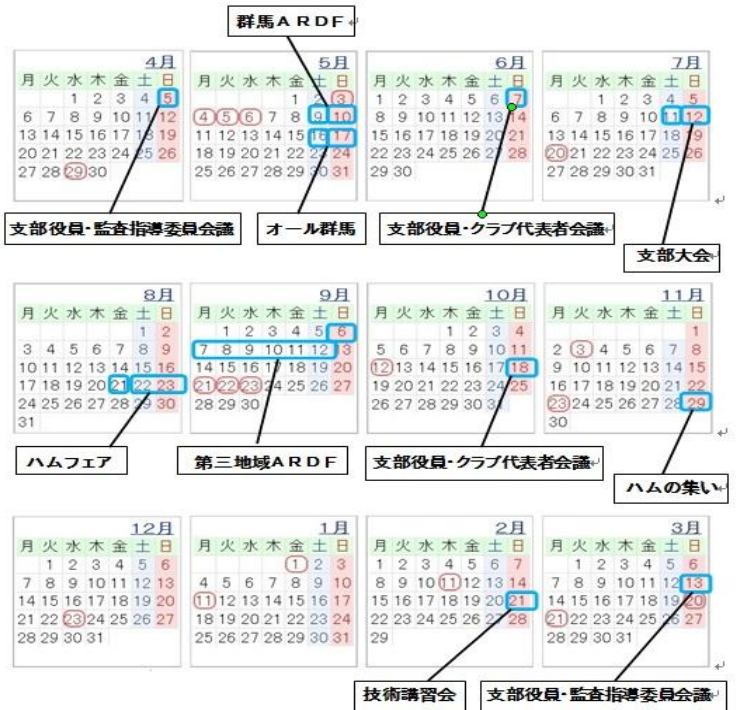 群馬ARDF
4月 5月 6月 7月
月 火 水 木 金 土 日 月 火 水 木 金 土 日 月 火 水 木 金 土 日 月 火 水 木 金 土 日
1 2 3 4 5 1 2 3 1 2 3 4 5 6 7 1 2 3 4 5
6 7 8 9 10 11 12 4 5 6 7 8 9 10 8 9 10 11 12 13 14 6 7 8 9 10 11 12
13 14 15 16 17 18 19 11 12 13 14 15 16 17 15 16 17 18 19 20 21 13 14 15 16 17 18 19
20 21 22 23 24 25 26 18 19 20 21 22 23 24 22 23 24 25 26 27 28 20 21 22 23 24 25 26
27 28 29 30 25 26 27 28 29 30 31 29 30 27 28 29 30 31
支部役員・監査指導委員会議 オール群馬 支部役員・クラブ代表者会議
支部大会
8月 9月 10月 11月
月 火 水 木 金 土 日 月 火 水 木 金 土 日 月 火 水 木 金 土 日 月 火 水 木 金 土 日
1 2 1 2 3 4 5 6 1 2 3 4 1
3 4 5 6 7 8 9 7 8 9 10 11 12 13 5 6 7 8 9 10 11 2 3 4 5 6 7 8
10 11 12 13 14 15 16 14 15 16 17 18 19 20 12 13 14 15 16 17 18 9 10 11 12 13 14 15
17 18 19 20 21 22 23 21 22 23 24 25 26 27 19 20 21 22 23 24 25 16 17 18 19 20 21 22
24 25 26 27 28 29 30 28 29 30 26 27 28 29 30 31 23 24 25 26 27 28 29
31 30
ハムフェア 第三地域ARDF 支部役員・クラブ代表者会議
ハムの集い
12月 1月 2月 3月
月 火 水 木 金 土 日 月 火 水 木 金 土 日 月 火 水 木 金 土 日 月 火 水 木 金 土 日
1 2 3 4 5 6 1 2 3 1 2 3 4 5 6 7 1 2 3 4 5 6
7 8 9 10 11 12 13 4 5 6 7 8 9 10 8 9 10 11 12 13 14 7 8 9 10 11 12 13
14 15 16 17 18 19 20 11 12 13 14 15 16 17 15 16 17 18 19 20 21 14 15 16 17 18 19 20
21 22 23 24 25 26 27 18 19 20 21 22 23 24 22 23 24 25 26 27 28 21 22 23 24 25 26 27
28 29 30 31 25 26 27 28 29 30 31 29 28 29 30 31
技術講習会 支部役員・監査指導委員会議